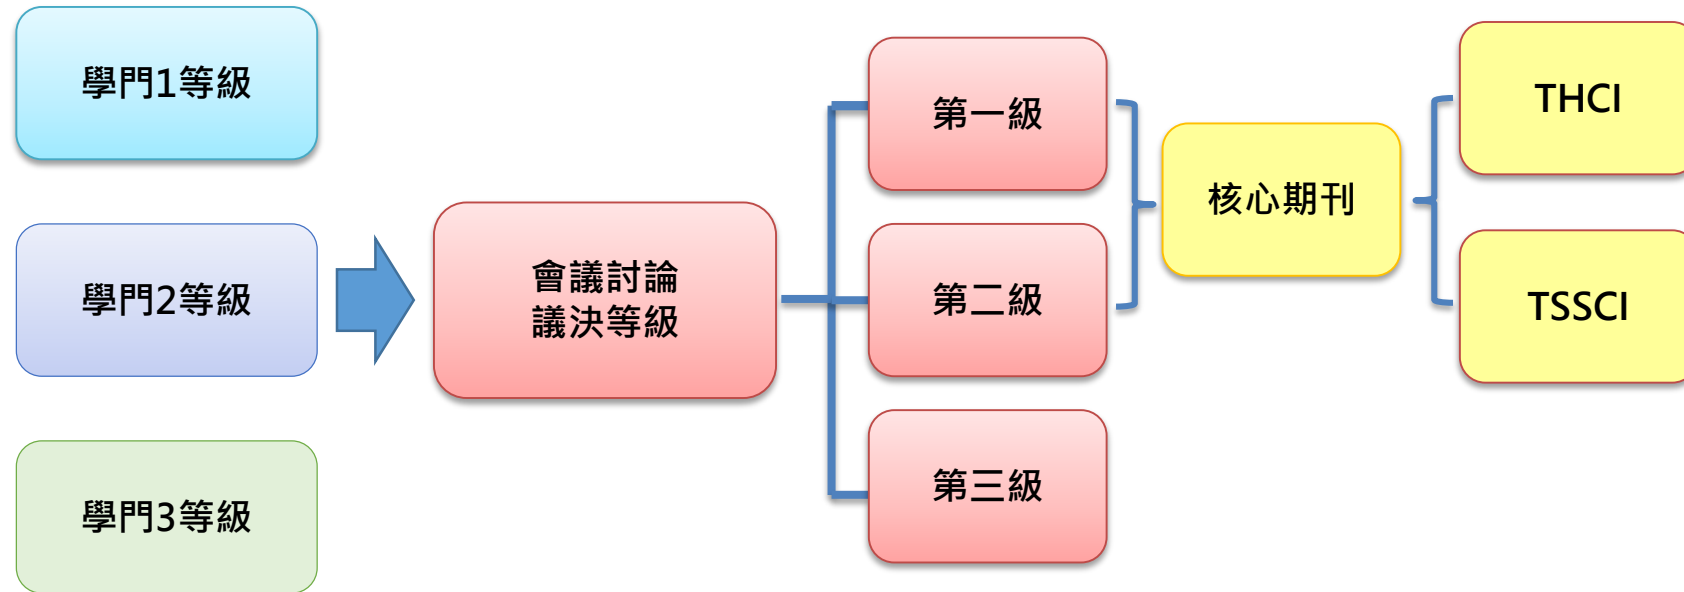 學門1等級
學門2等級
學門3等級
會議討論
議決等級
第一級
第二級
第三級
核心期刊
THCI
TSSCI